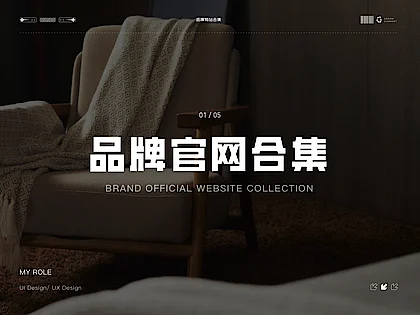 品牌网站合集
01 / 05
品牌官网合集
BRAND OFFICIAL WEBSITE COLLECTION
MY ROLE
UI Design/ UX Design